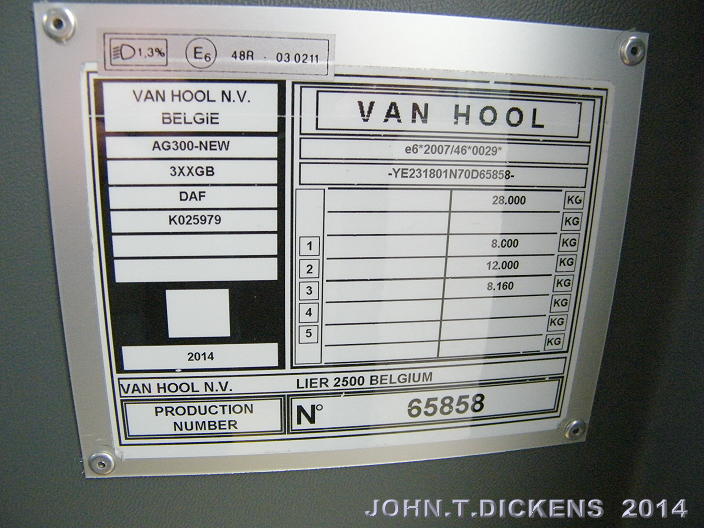 1,3% E6 48R - 03 0211
VAN HOOL N.V.
BELGiE
AG300-NEW
3XXGB
DAF
K025979
2014
VAN HOOL
e6*2007/46*0029*
-YE231801N70D65858-
28.000 KG
KG
1 8.000 KG
2 12.000 KG
3 8.160 KG
4 KG
5 KG
KG
VAN HOOL N.V. LIER 2500 BELGIUM
PRODUCTION
NUMBER
N° 65858
JOHN.T.DICKENS 2014